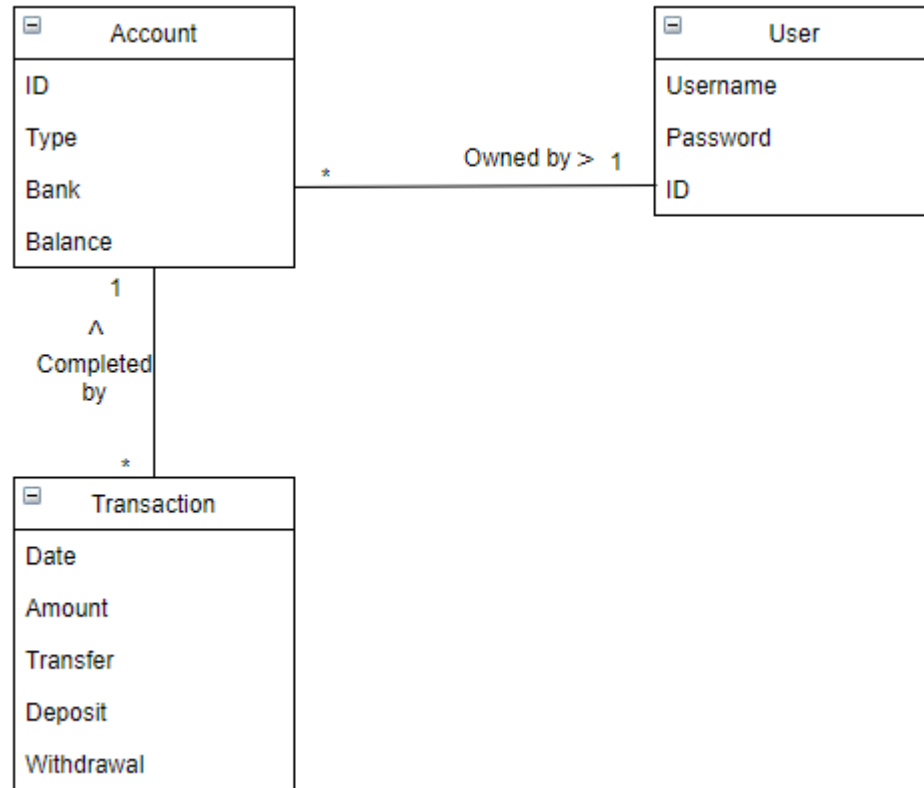 Account
ID
Type
Bank
Balance
User
Username
Password
ID
* Owned by > 1
1
^
Completed
by
*
Transaction
Date
Amount
Transfer
Deposit
Withdrawal